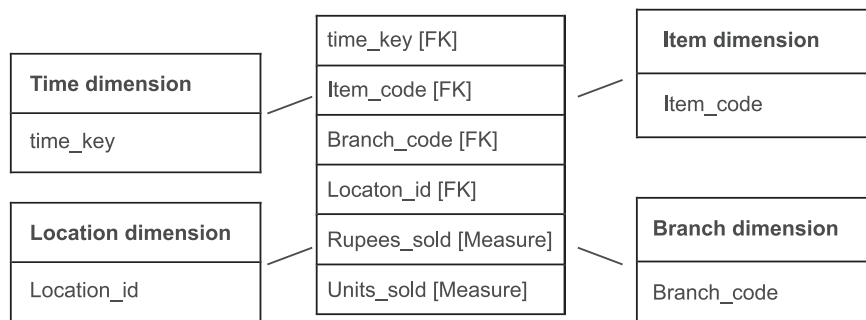 Time dimension
time_key
Location dimension
Location_id
time_key [FK]
Item_code [FK]
Branch_code [FK]
Locaton_id [FK]
Rupees_sold [Measure]
Units_sold [Measure]
Item dimension
Item_code
Branch dimension
Branch_code